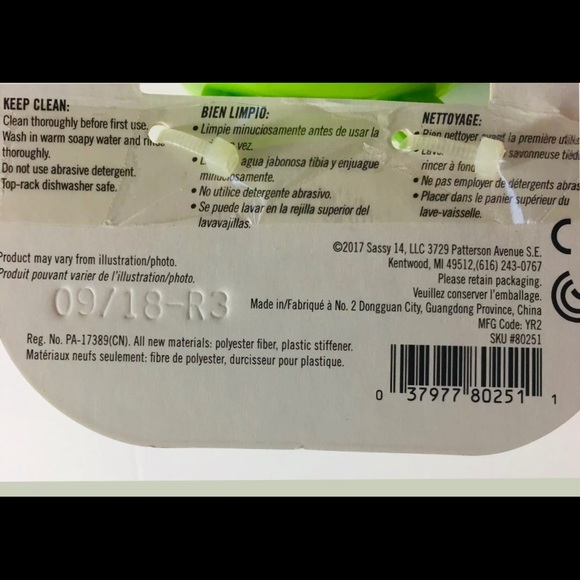 KEEP CLEAN:
Clean thoroughly before first use.
Wash in warm soapy water and rinse
thoroughly.
Do not use abrasive detergent.
Top-rack dishwasher safe.
BIEN LIMPIO:
• Limpie minuciosamente antes de usar la
vez.
agua jabonosa tibia y enjuague
minuciosamente.
• No utilice detergente abrasivo.
• Se puede lavar en la rejilla superior del
lavavajillas.
NETTOYAGE:
• Bien nettoyer avant la première utilis
savonneuse tiède
rincer à fond
• Ne pas employer de détergents abras
• Placer dans le panier supérieur du
lave-vaisselle.
Product may vary from illustration/photo.
Produit pouvant varier de l'illustration/photo.
09/18-R3
©2017 Sassy 14, LLC 3729 Patterson Avenue S.E.
Kentwood, MI 49512,(616) 243-0767
Please retain packaging.
Veuillez conserver l'emballage.
Made in/Fabriqué à No. 2 Dongguan City, Guangdong Province, China
MFG Code: YR2
SKU #80251
Reg. No. PA-17389(CN). All new materials: polyester fiber, plastic stiffener.
Matériaux neufs seulement: fibre de polyester, durcisseur pour plastique.
0 37977 80251 1